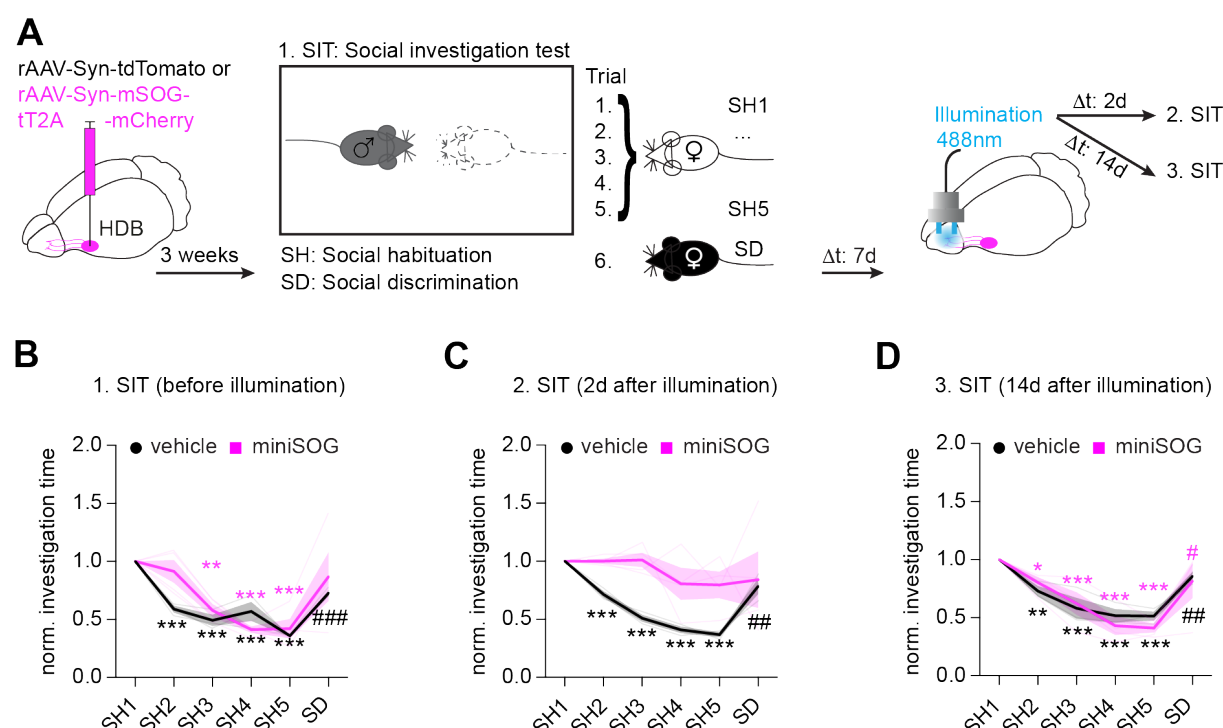 A
rAAV-Syn-tdTomato or
rAAV-Syn-mSOG-
tT2A -mCherry
HDB
3 weeks
1. SIT: Social investigation test
♂
SH: Social habituation
SD: Social discrimination
Trial
1.
2.
3.
4.
5.
6.
SH1
...
♀
SH5
SD
♀
Δt: 7d
Illumination
488nm
Δt: 2d
Δt: 14d
2. SIT
3. SIT
B
1. SIT (before illumination)
vehicle miniSOG
norm. investigation time
2.0
1.5
1.0
0.5
0.0
**
***
***
***
***
***
***
###
SH1 SH2 SH3 SH4 SH5 SD
C
2. SIT (2d after illumination)
vehicle miniSOG
norm. investigation time
2.0
1.5
1.0
0.5
0.0
***
***
***
***
##
SH1 SH2 SH3 SH4 SH5 SD
D
3. SIT (14d after illumination)
vehicle miniSOG
norm. investigation time
2.0
1.5
1.0
0.5
0.0
*
***
***
***
#
**
***
***
***
##
SH1 SH2 SH3 SH4 SH5 SD